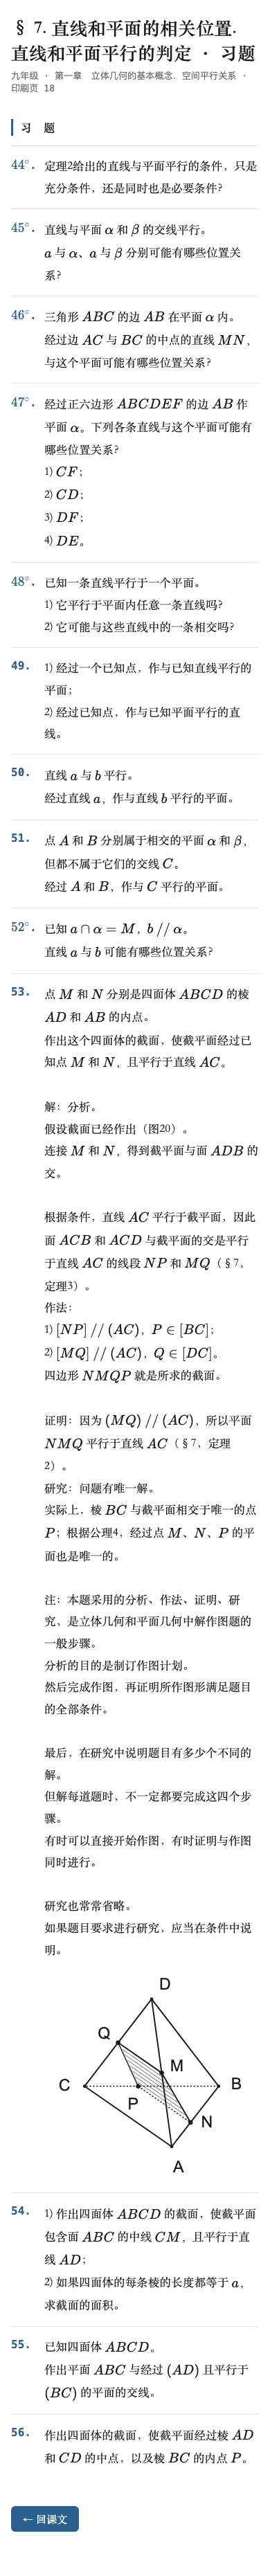 § 7. 直线和平面的相关位置.
直线和平面平行的判定 · 习题
九年级 · 第一章 立体几何的基本概念. 空间平行关系 ·
印刷页 18
习 题
44°. 定理2给出的直线与平面平行的条件，只是
充分条件，还是同时也是必要条件?
45°. 直线与平面 α 和 β 的交线平行。
a 与 α、a 与 β 分别可能有哪些位置关
系?
46°. 三角形 ABC 的边 AB 在平面 α 内。
经过边 AC 与 BC 的中点的直线 MN，
与这个平面可能有哪些位置关系?
47°. 经过正六边形 ABCDEF 的边 AB 作
平面 α。下列各条直线与这个平面可能有
哪些位置关系?
1) CF；
2) CD；
3) DF；
4) DE。
48°. 已知一条直线平行于一个平面。
1) 它平行于平面内任意一条直线吗?
2) 它可能与这些直线中的一条相交吗?
49. 1) 经过一个已知点，作与已知直线平行的
平面；
2) 经过已知点，作与已知平面平行的直
线。
50. 直线 a 与 b 平行。
经过直线 a，作与直线 b 平行的平面。
51. 点 A 和 B 分别属于相交的平面 α 和 β，
但都不属于它们的交线 C。
经过 A 和 B，作与 C 平行的平面。
52°. 已知 a ∩ α = M，b // α。
直线 a 与 b 可能有哪些位置关系?
53. 点 M 和 N 分别是四面体 ABCD 的棱
AD 和 AB 的内点。
作出这个四面体的截面，使截平面经过已
知点 M 和 N，且平行于直线 AC。
解：分析。
假设截面已经作出（图20）。
连接 M 和 N，得到截平面与面 ADB 的
交。
根据条件，直线 AC 平行于截平面，因此
面 ACB 和 ACD 与截平面的交是平行
于直线 AC 的线段 NP 和 MQ（§7，
定理3）。
作法：
1) [NP] // (AC)，P ∈ [BC]；
2) [MQ] // (AC)，Q ∈ [DC]。
四边形 NMQP 就是所求的截面。
证明：因为 (MQ) // (AC)，所以平面
NMQ 平行于直线 AC（§7，定理
2）。
研究：问题有唯一解。
实际上，棱 BC 与截平面相交于唯一的点
P；根据公理4，经过点 M、N、P 的平
面也是唯一的。
注：本题采用的分析、作法、证明、研
究，是立体几何和平面几何中解作图题的
一般步骤。
分析的目的是制订作图计划。
然后完成作图，再证明所作图形满足题目
的全部条件。
最后，在研究中说明题目有多少个不同的
解。
但解每道题时，不一定都要完成这四个步
骤。
有时可以直接开始作图，有时证明与作图
同时进行。
研究也常常省略。
如果题目要求进行研究，应当在条件中说
明。
D
Q
M
C
B
P
N
A
54. 1) 作出四面体 ABCD 的截面，使截平面
包含面 ABC 的中线 CM，且平行于直
线 AD；
2) 如果四面体的每条棱的长度都等于 a，
求截面的面积。
55. 已知四面体 ABCD。
作出平面 ABC 与经过 (AD) 且平行于
(BC) 的平面的交线。
56. 作出四面体的截面，使截平面经过棱 AD
和 CD 的中点，以及棱 BC 的内点 P。
← 回课文